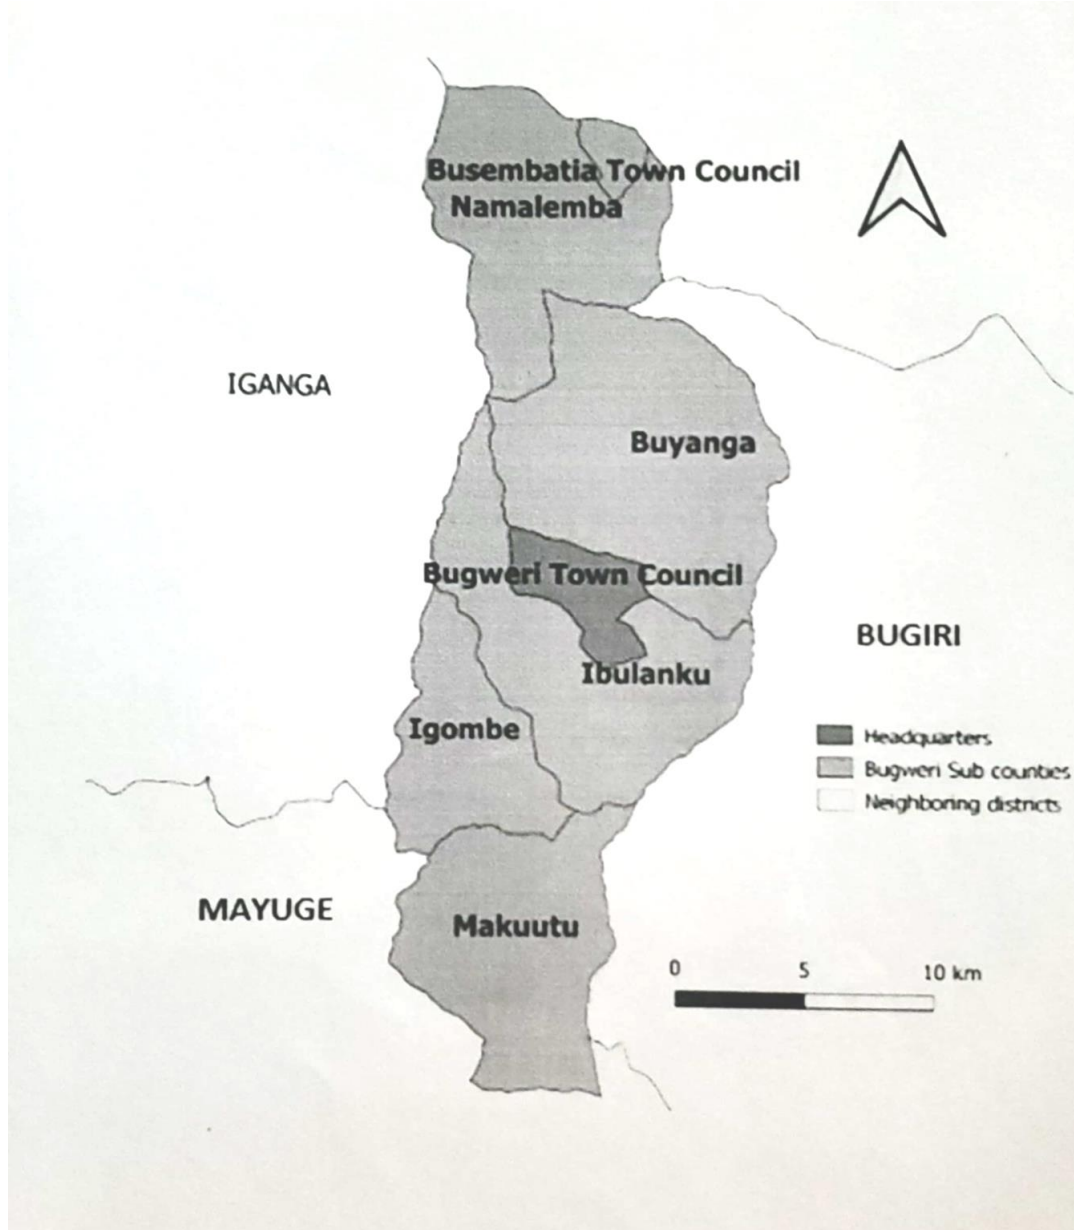 Busembatia Town Council
Namalemba
IGANGA
Buyanga
Bugweri Town Council
BUGIRI
Ibulanku
Igombe
Headquarters
Bugweri Sub counties
Neighboring districts
MAYUGE
Makuutu
0 5 10 km